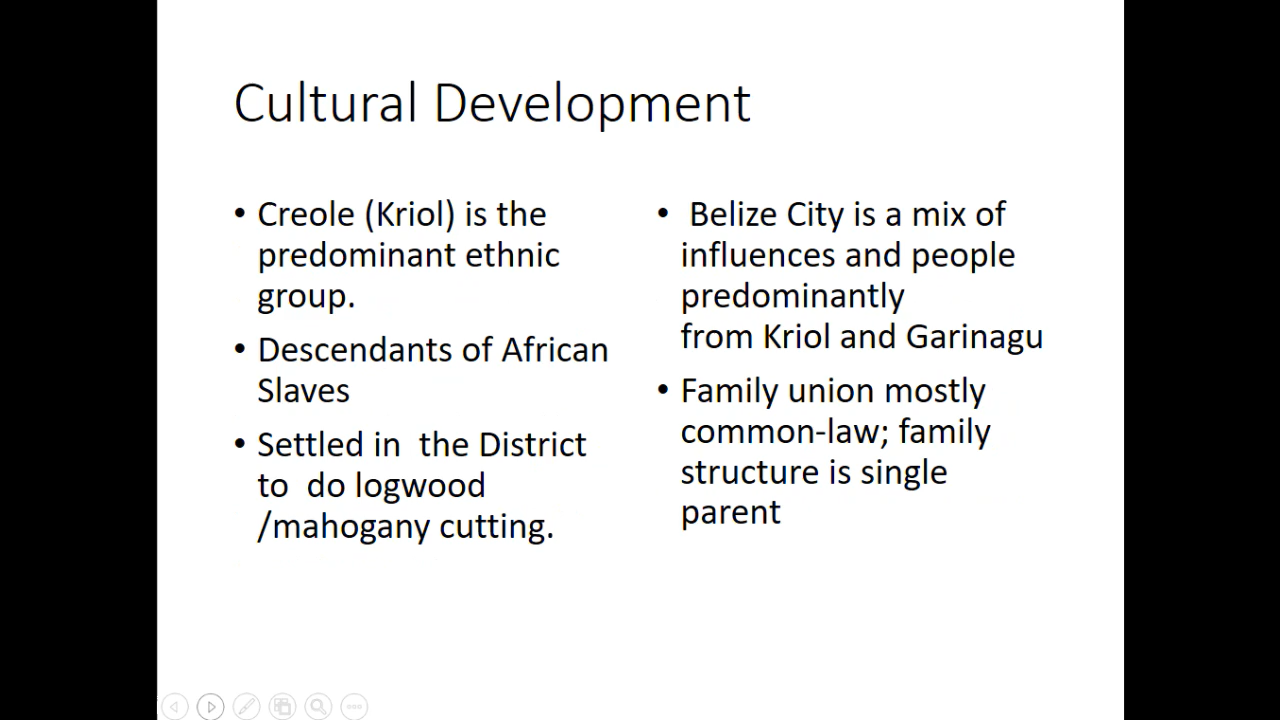 Cultural Development
• Creole (Kriol) is the
predominant ethnic
group.
• Descendants of African
Slaves
• Settled in  the District
to  do logwood
/mahogany cutting.
•  Belize City is a mix of
influences and people
predominantly
from Kriol and Garinagu
• Family union mostly
common-law; family
structure is single
parent